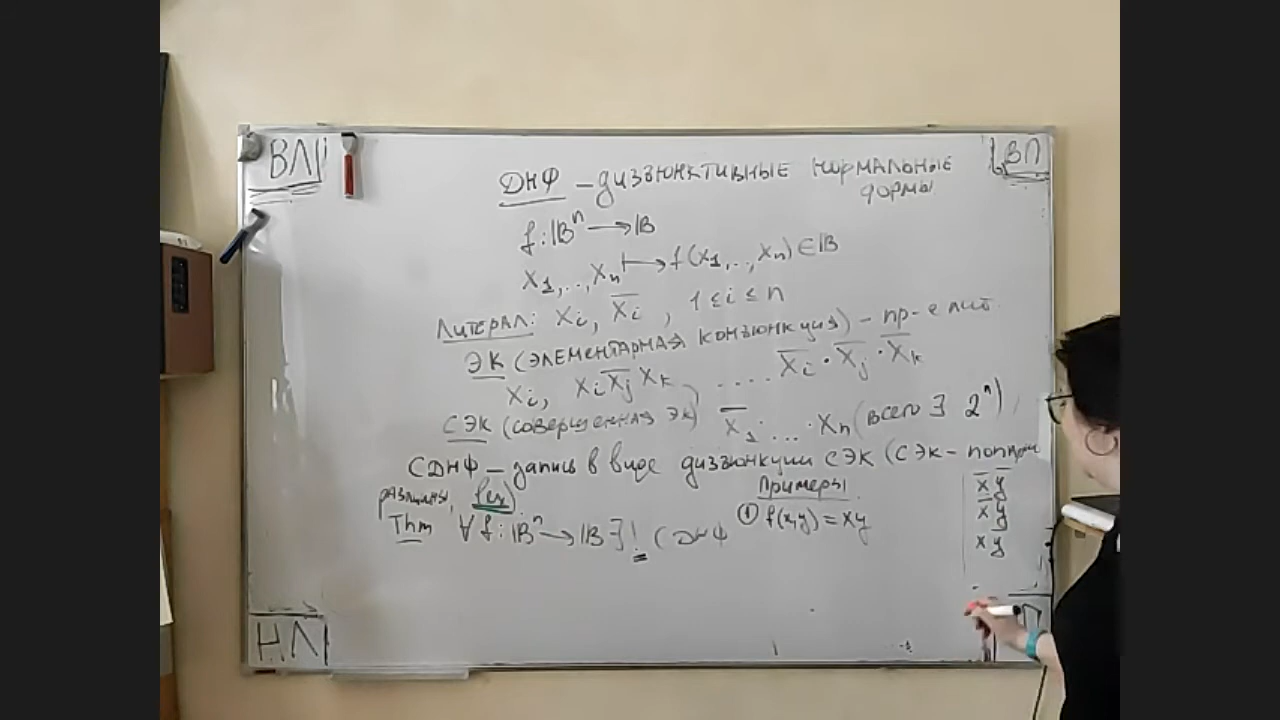 ВЛ
ВП
ДНФ – дизъюнктивные нормальные
формы
f : 𝔹ⁿ → 𝔹
x₁, .., xₙ ↦ f(x₁, .., xₙ) ∈ 𝔹
Литерал: xᵢ, x̅ᵢ , 1 ≤ i ≤ n
ЭК (элементарная конъюнкция) – пр-е лит.
xᵢ, xᵢ x̅ⱼ xₖ .... x̅ᵢ · x̅ⱼ · x̅ₖ
СЭК (совершенная ЭК) x̅₁ · ... · xₙ (всего ∃ 2ⁿ)
СДНФ – запись в виде дизъюнкции СЭК (СЭК – попарно
различны,
Thm ∀ f : 𝔹ⁿ → 𝔹 ∃! СДНФ
Примеры
① f(x,y) = xy
x̅ y̅
x̅ y
x y̅
НЛ